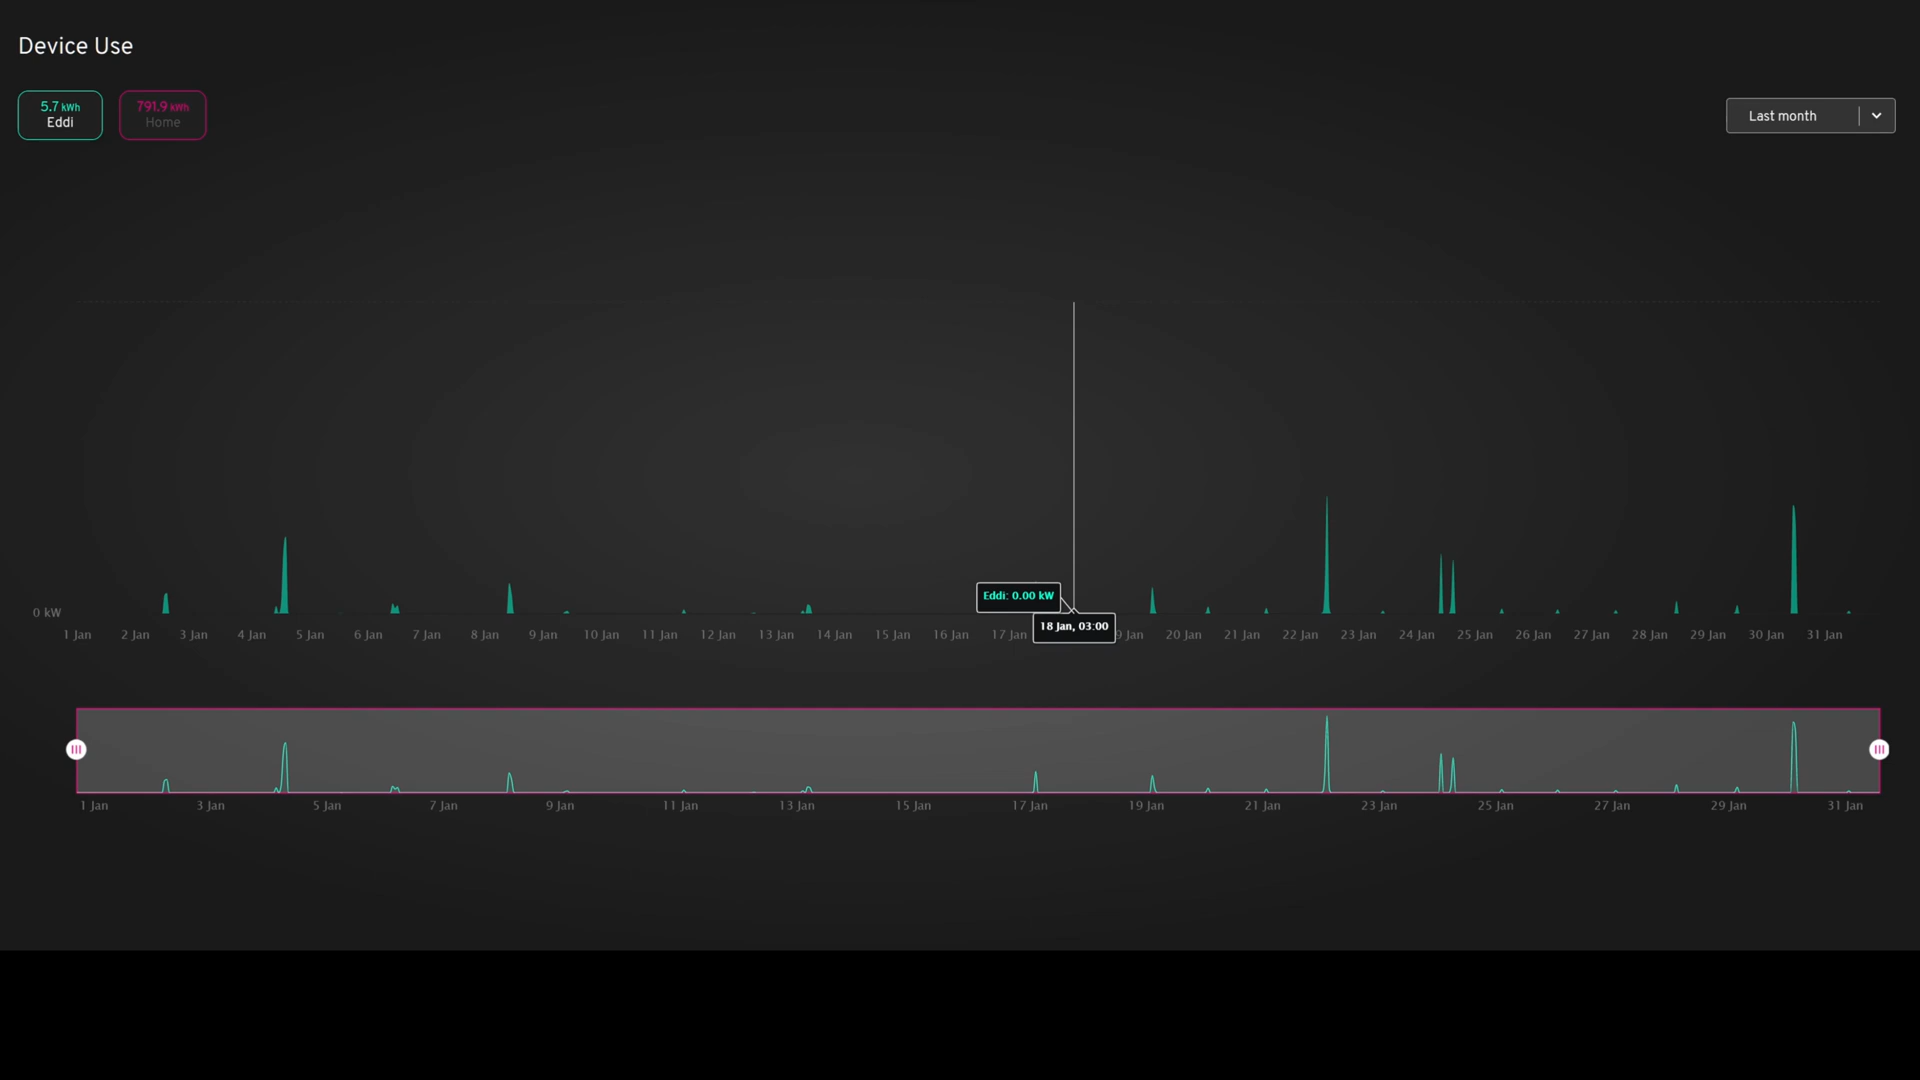 Device Use
5.7 kWh
Eddi
791.9 kWh
Home
Last month
Eddi: 0.00 kW
0 kW
18 Jan, 03:00
1 Jan 2 Jan 3 Jan 4 Jan 5 Jan 6 Jan 7 Jan 8 Jan 9 Jan 10 Jan 11 Jan 12 Jan 13 Jan 14 Jan 15 Jan 16 Jan 17 Jan 9 Jan 20 Jan 21 Jan 22 Jan 23 Jan 24 Jan 25 Jan 26 Jan 27 Jan 28 Jan 29 Jan 30 Jan 31 Jan
1 Jan 3 Jan 5 Jan 7 Jan 9 Jan 11 Jan 13 Jan 15 Jan 17 Jan 19 Jan 21 Jan 23 Jan 25 Jan 27 Jan 29 Jan 31 Jan